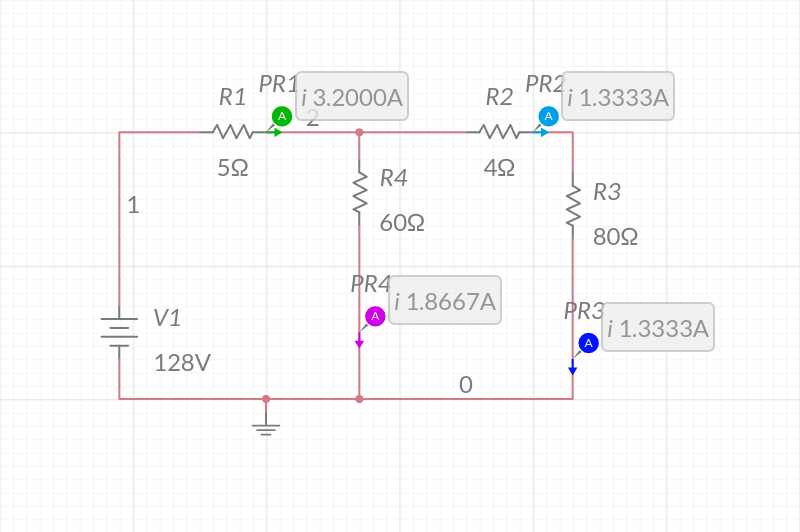 PR1
i 3.2000A
PR2
i 1.3333A
R1
A
2
R2
A
5Ω
4Ω
R4
60Ω
R3
80Ω
1
PR4
i 1.8667A
A
V1
128V
PR3
i 1.3333A
A
0